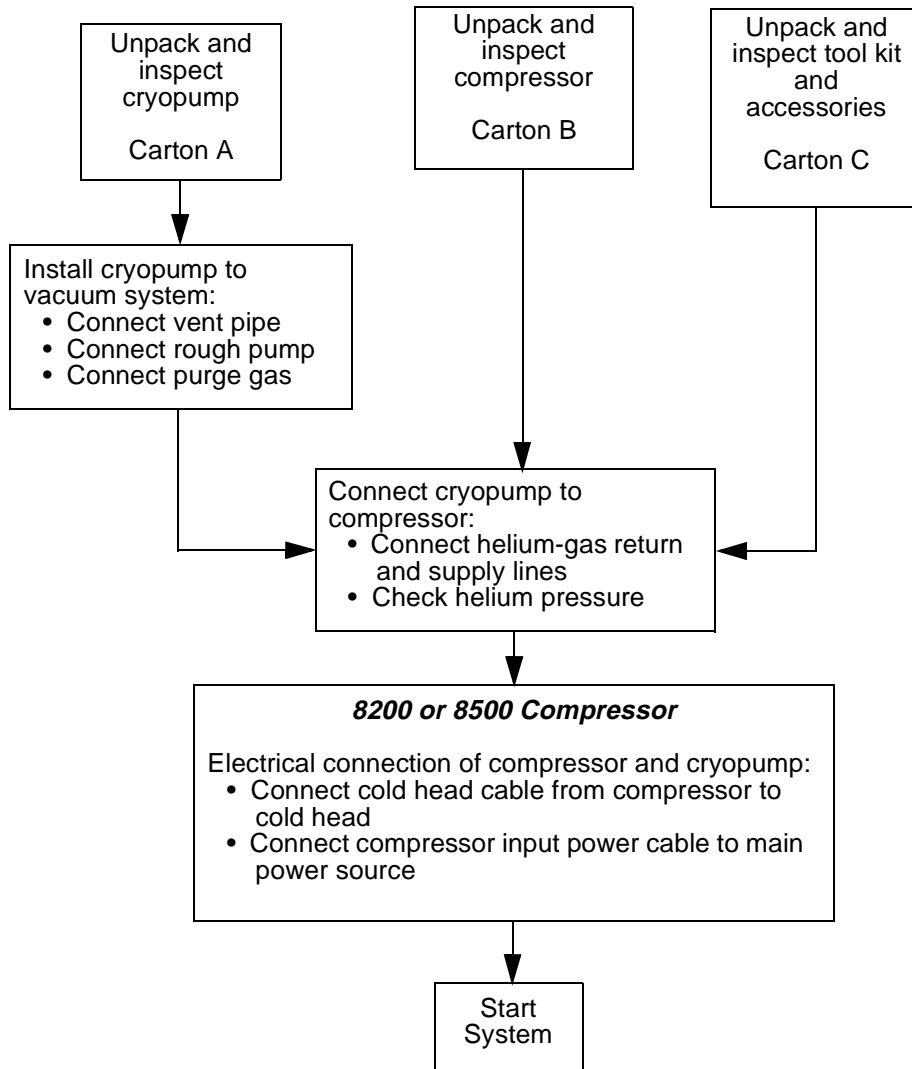 Unpack and
inspect
cryopump
Carton A
Unpack and
inspect
compressor
Carton B
Unpack and
inspect tool kit
and
accessories
Carton C
Install cryopump to
vacuum system:
• Connect vent pipe
• Connect rough pump
• Connect purge gas
Connect cryopump to
compressor:
• Connect helium-gas return
and supply lines
• Check helium pressure
8200 or 8500 Compressor
Electrical connection of compressor and cryopump:
• Connect cold head cable from compressor to
cold head
• Connect compressor input power cable to main
power source
Start
System